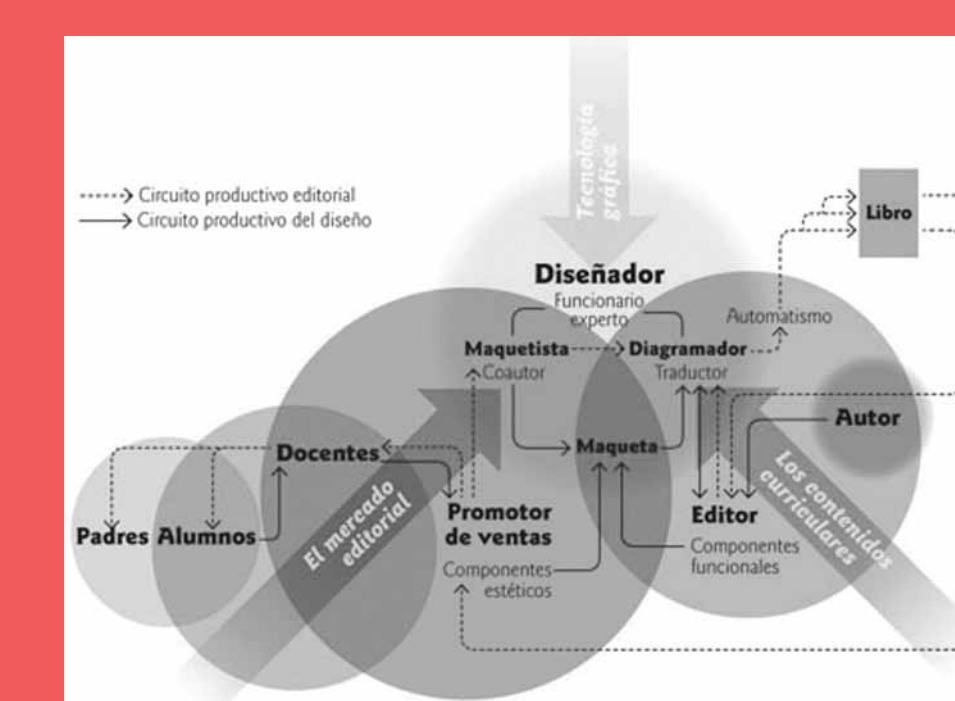 Tecnología
gráfica
Circuito productivo editorial
Circuito productivo del diseño
Libro
Diseñador
Funcionario
experto
Automatismo
Maquetista
Diagramador
Coautor
Traductor
Autor
Docentes
Maqueta
Los contenidos
curriculares
El mercado
editorial
Promotor
de ventas
Editor
Padres
Alumnos
Componentes
estéticos
Componentes
funcionales